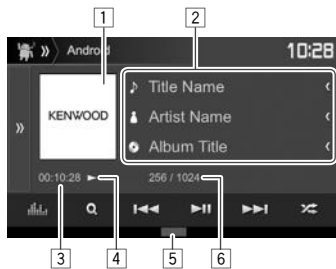 1
2
Android
10:28
KENWOOD
Title Name
Artist Name
Album Title
00:10:28
256 / 1024
3
4
5
6